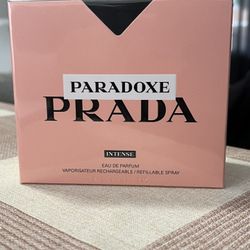 PARADOXE
PRADA
INTENSE
EAU DE PARFUM
VAPORISATEUR RECHARGEABLE / REFILLABLE SPRAY